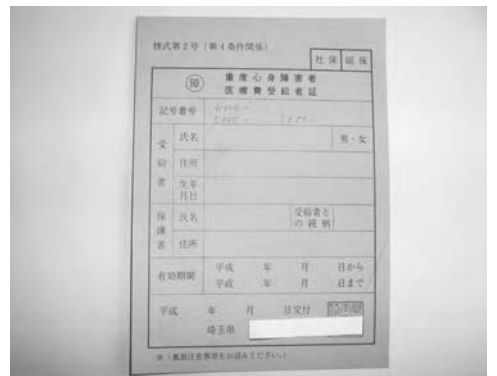 様式第2号(第4条件関係)
社保 国保
障 重度心身障害者
医療費受給者証
記号番号
受給者 氏名 男・女
住所
生年月日
保護者 氏名 受給者との続柄
住所
有効期間 平成 年 月 日から
平成 年 月 日まで
平成 年 月 日交付
埼玉県
※(裏面注意事項をお読みください。)